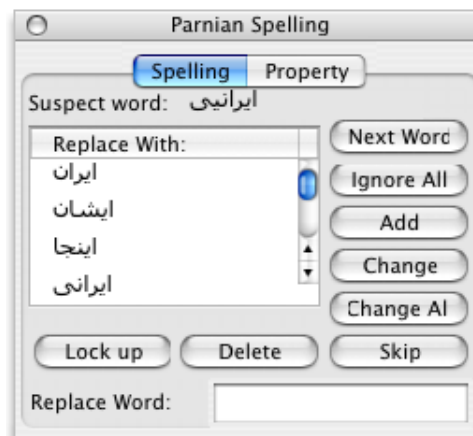 Parnian Spelling
Spelling Property
Suspect word: ایرانیی
Replace With:
ایران
ایشان
اینجا
ایرانی
Next Word
Ignore All
Add
Change
Change Al
Lock up Delete Skip
Replace Word: